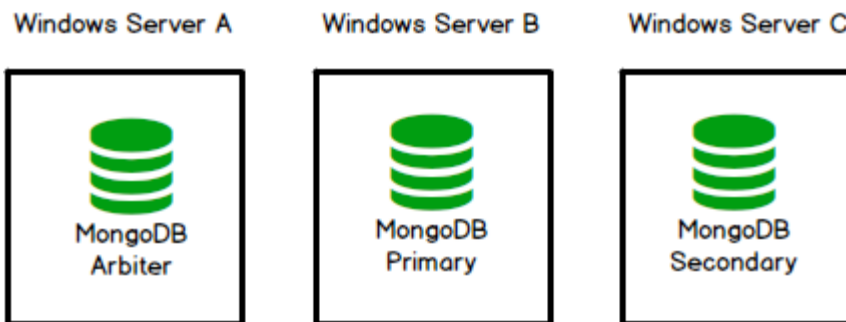 Windows Server A
Windows Server B
Windows Server C
MongoDB
Arbiter
MongoDB
Primary
MongoDB
Secondary